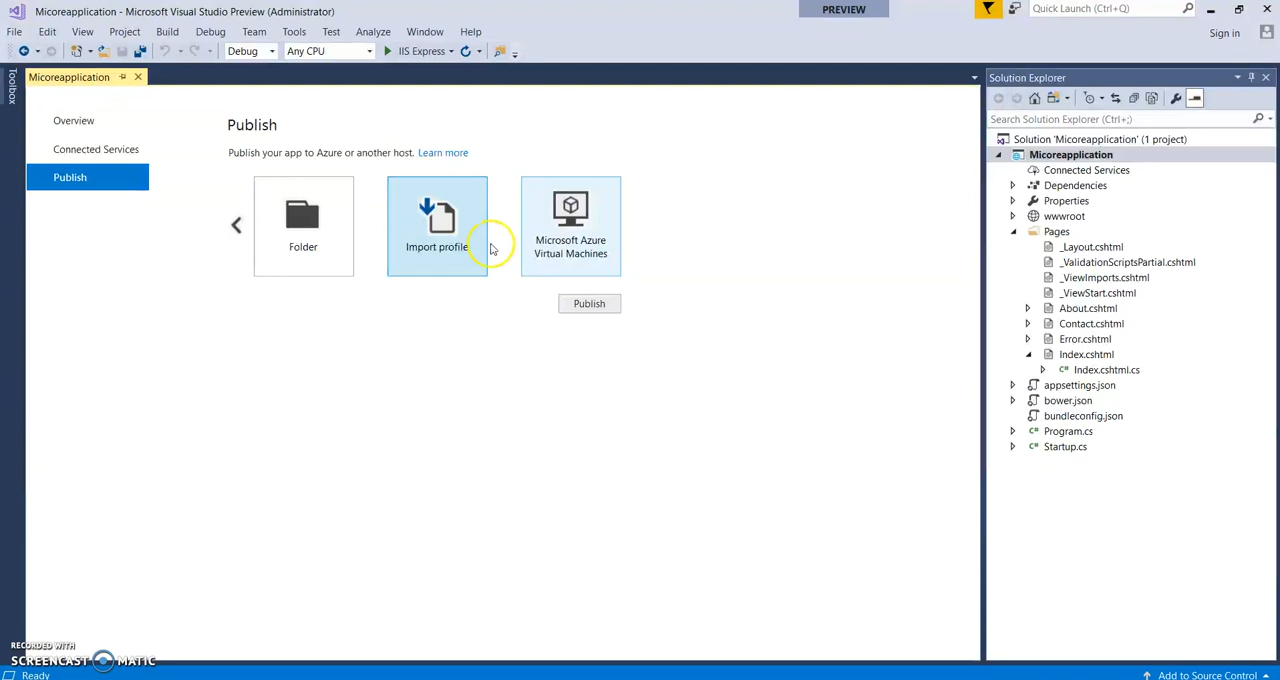 Micoreapplication - Microsoft Visual Studio Preview (Administrator)
PREVIEW
Quick Launch (Ctrl+Q)
File Edit View Project Build Debug Team Tools Test Analyze Window Help
Sign in
Debug Any CPU IIS Express
Toolbox
Micoreapplication
Overview
Connected Services
Publish
Publish
Publish your app to Azure or another host. Learn more
Folder
Import profile
Microsoft Azure
Virtual Machines
Publish
Solution Explorer
Search Solution Explorer (Ctrl+;)
Solution 'Micoreapplication' (1 project)
Micoreapplication
Connected Services
Dependencies
Properties
wwwroot
Pages
_Layout.cshtml
_ValidationScriptsPartial.cshtml
_ViewImports.cshtml
_ViewStart.cshtml
About.cshtml
Contact.cshtml
Error.cshtml
Index.cshtml
C# Index.cshtml.cs
appsettings.json
bower.json
bundleconfig.json
C# Program.cs
C# Startup.cs
RECORDED WITH
SCREENCAST MATIC
Ready
Add to Source Control